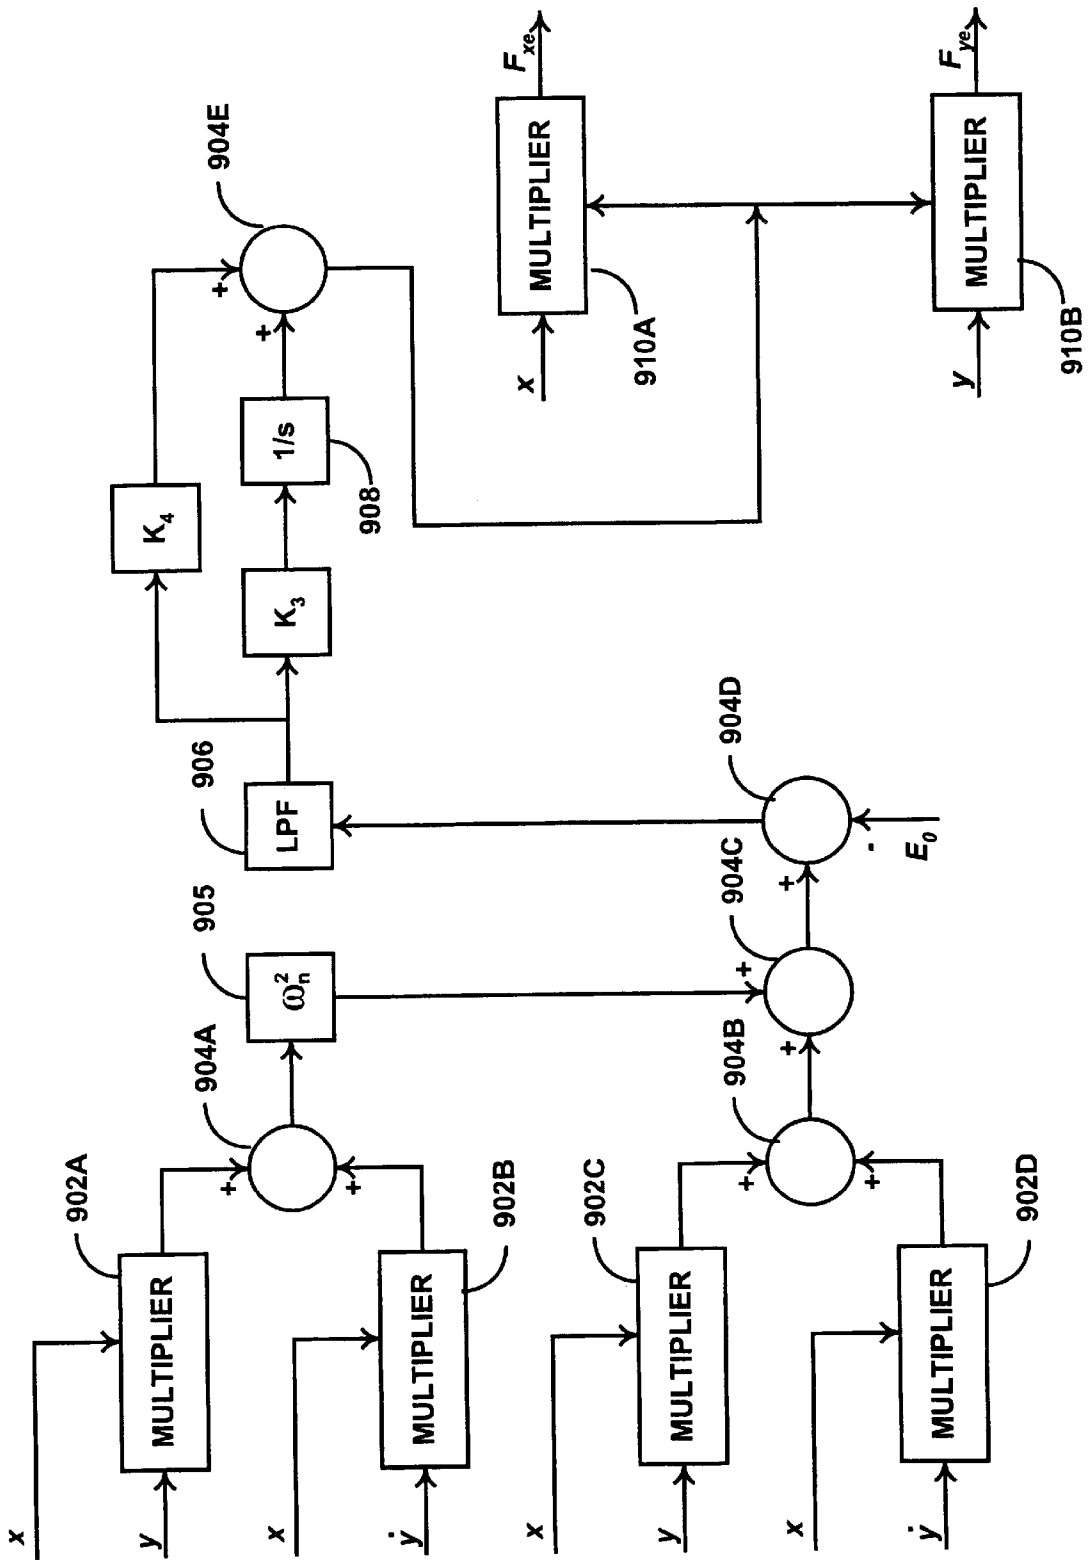 x
y
MULTIPLIER
902A
x
ẏ
MULTIPLIER
902B
904A
ω²ₙ
905
x
y
MULTIPLIER
902C
x
ẏ
MULTIPLIER
902D
904B
904C
904D
E₀
LPF
906
K₃
K₄
1/s
908
904E
x
MULTIPLIER
910A
Fₓₑ
y
MULTIPLIER
910B
F_ye
+
+
+
+
+
+
+
-
+
+